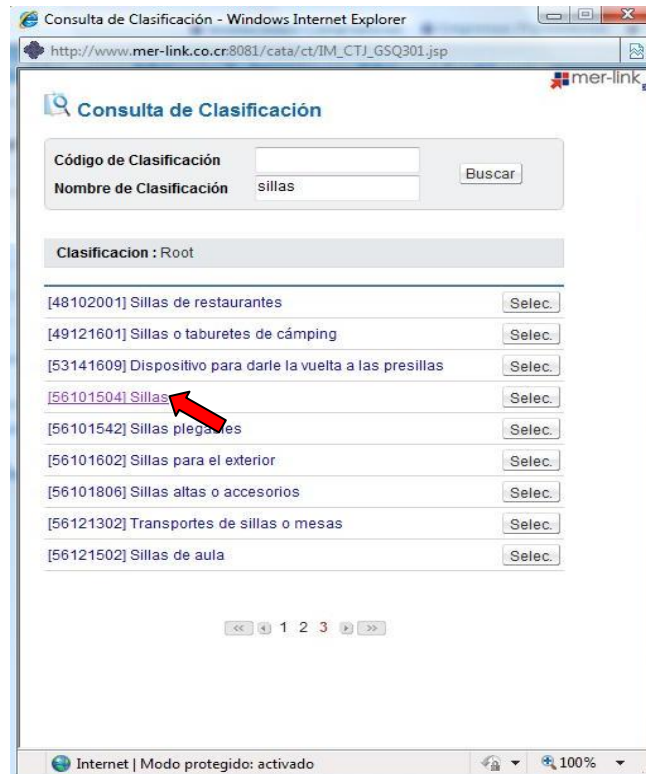 Consulta de Clasificación - Windows Internet Explorer
http://www.mer-link.co.cr:8081/cata/ct/IM_CTJ_GSQ301.jsp
mer-link
Consulta de Clasificación
Código de Clasificación
Nombre de Clasificación sillas
Buscar
Clasificacion : Root
[48102001] Sillas de restaurantes Selec.
[49121601] Sillas o taburetes de cámping Selec.
[53141609] Dispositivo para darle la vuelta a las presillas Selec.
[56101504] Sillas Selec.
[56101542] Sillas plegables Selec.
[56101602] Sillas para el exterior Selec.
[56101806] Sillas altas o accesorios Selec.
[56121302] Transportes de sillas o mesas Selec.
[56121502] Sillas de aula Selec.
<< 1 2 3 >>
Internet | Modo protegido: activado 100%